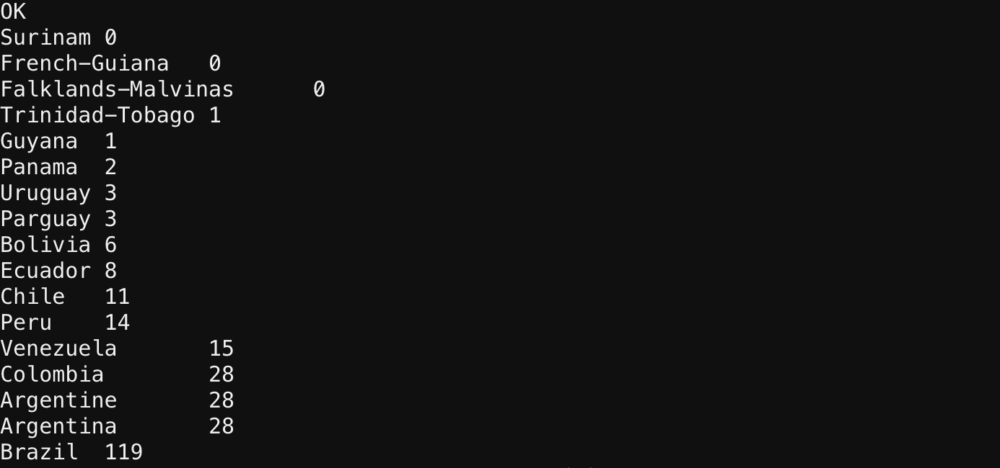 OK
Surinam 0
French-Guiana 0
Falklands-Malvinas 0
Trinidad-Tobago 1
Guyana 1
Panama 2
Uruguay 3
Parguay 3
Bolivia 6
Ecuador 8
Chile 11
Peru 14
Venezuela 15
Colombia 28
Argentine 28
Argentina 28
Brazil 119